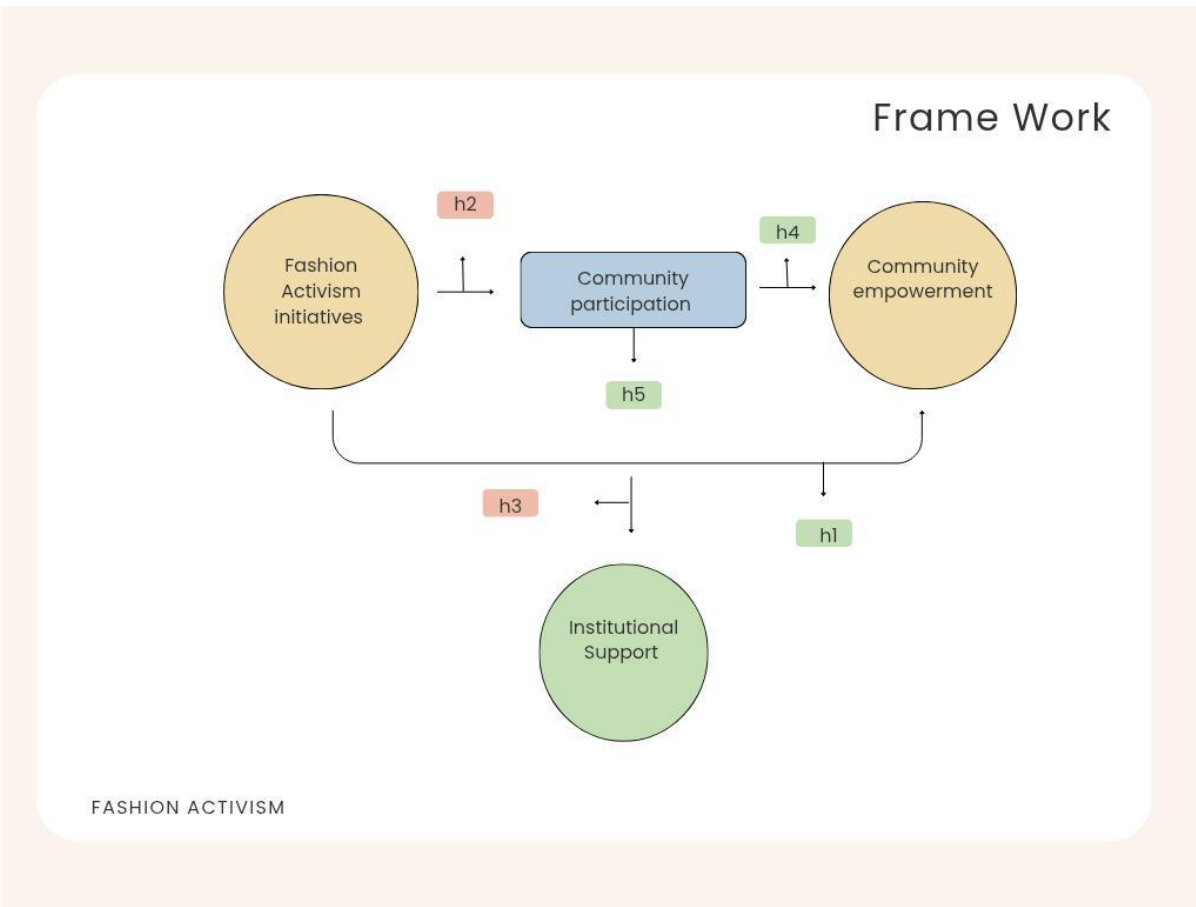 Frame Work
h2
h4
Fashion
Activism
initiatives
Community
participation
Community
empowerment
h5
h3
h1
Institutional
Support
FASHION ACTIVISM